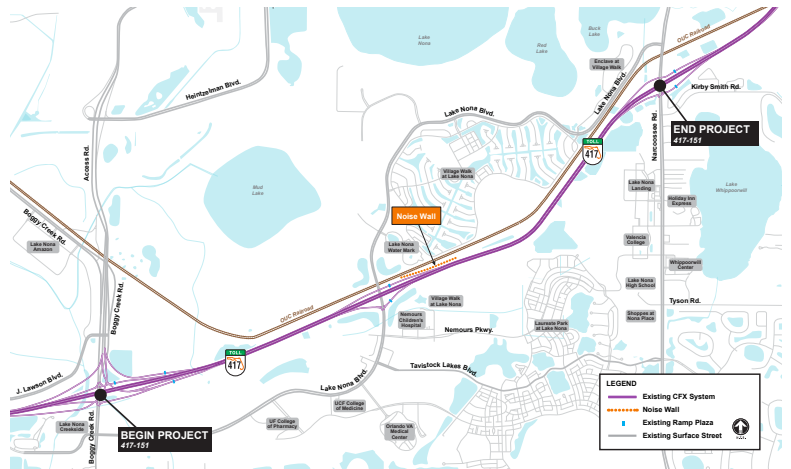 Lake
Nona
Red
Lake
Buck
Lake
OUC Railroad
Enclave at
Village Walk
Heintzelman Blvd.
Lake Nona Blvd.
Kirby Smith Rd.
Lake Nona Blvd.
Access Rd.
TOLL
417
Narcoossee Rd.
END PROJECT
417-151
Mud
Lake
Village Walk
at Lake Nona
Lake Nona
Landing
Lake
Whippoorwill
Holiday Inn
Express
Noise Wall
Boggy Creek Rd.
Lake Nona
Amazon
Lake Nona
Water Mark
Valencia
College
Whippoorwill
Center
Lake Nona
High School
Boggy Creek Rd.
OUC Railroad
Village Walk
at Lake Nona
Tyson Rd.
Nemours
Children's
Hospital
Nemours Pkwy.
Laureate Park
at Lake Nona
Shoppes at
Nona Place
TOLL
417
Tavistock Lakes Blvd.
J. Lawson Blvd.
Lake Nona Blvd.
UCF College
of Medicine
UF College
of Pharmacy
Orlando VA
Medical
Center
Lake Nona
Creekside
Boggy Creek Rd.
BEGIN PROJECT
417-151
LEGEND
Existing CFX System
Noise Wall
Existing Ramp Plaza
Existing Surface Street